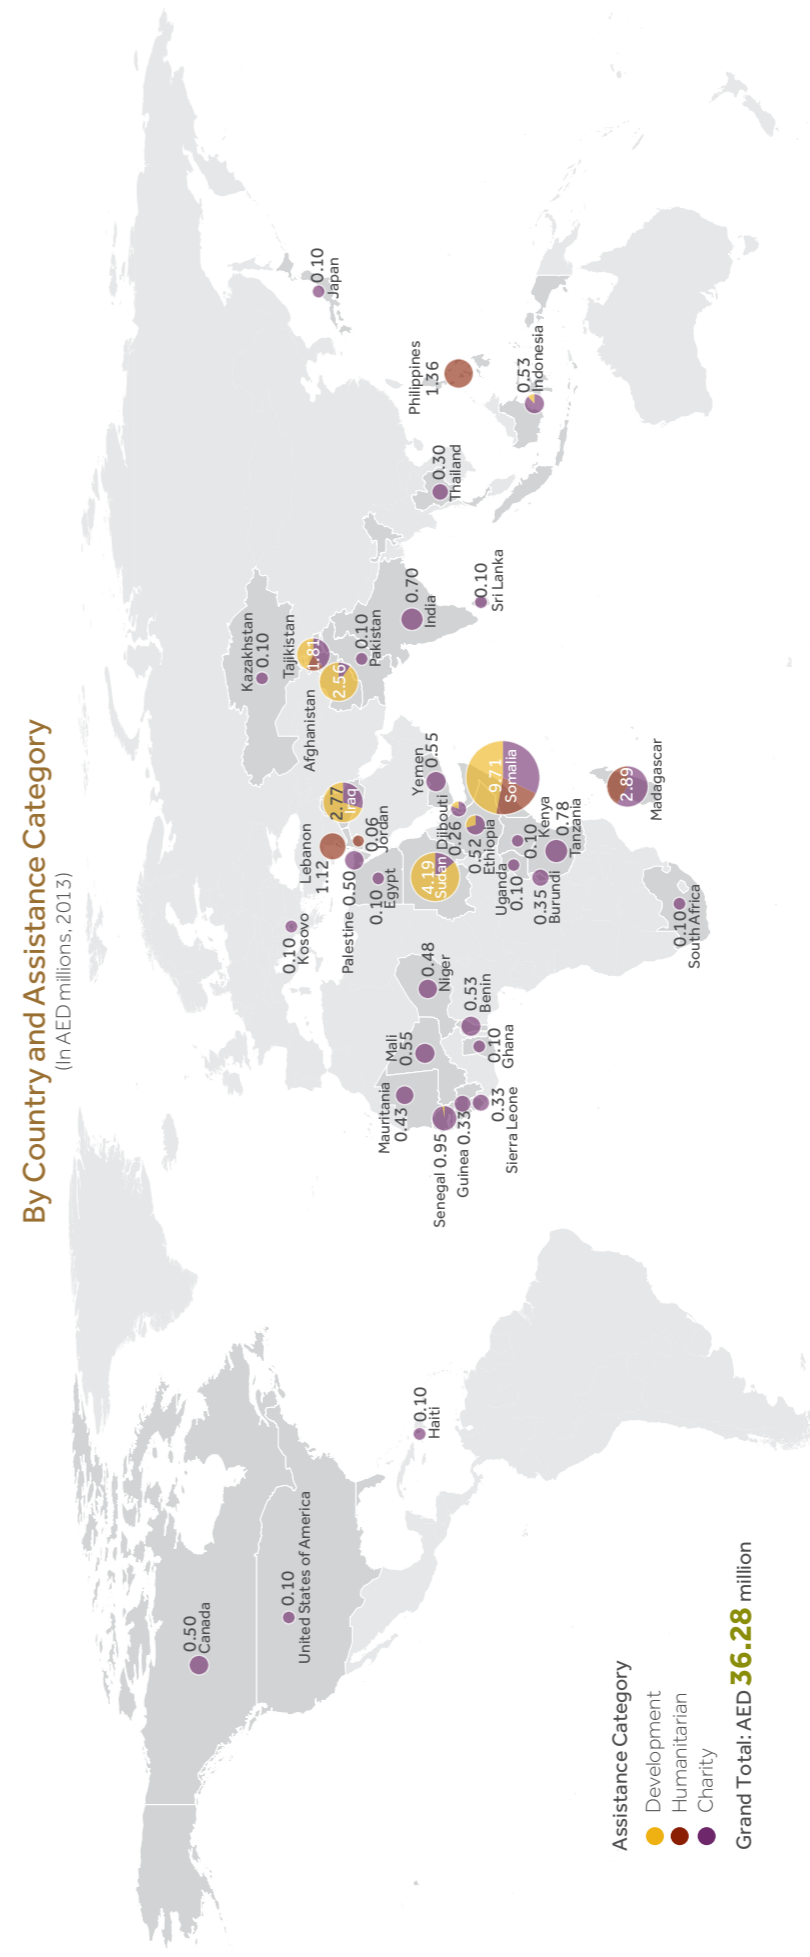 By Country and Assistance Category
(In AED millions, 2013)
0.50
Canada
0.10
United States of America
0.10
Haiti
Mauritania
0.43
Mali
0.55
0.48
Niger
0.53
Benin
0.10
Ghana
Senegal 0.95
Guinea 0.33
0.33
Sierra Leone
0.10
Kosovo
Lebanon
1.12
Palestine 0.50
0.06
Jordan
0.10
Egypt
2.77
Iraq
4.19
Sudan
Yemen
0.55
Djibouti
0.26
0.52
Ethiopia
9.71
Somalia
Uganda
0.10
0.10
Kenya
0.35
Burundi
0.78
Tanzania
2.89
Madagascar
0.10
South Africa
Kazakhstan
0.10
Tajikistan
1.81
Afghanistan
2.56
0.10
Pakistan
0.70
India
0.10
Sri Lanka
0.30
Thailand
Philippines
1.36
0.53
Indonesia
0.10
Japan
Assistance Category
Development
Humanitarian
Charity
Grand Total: AED 36.28 million